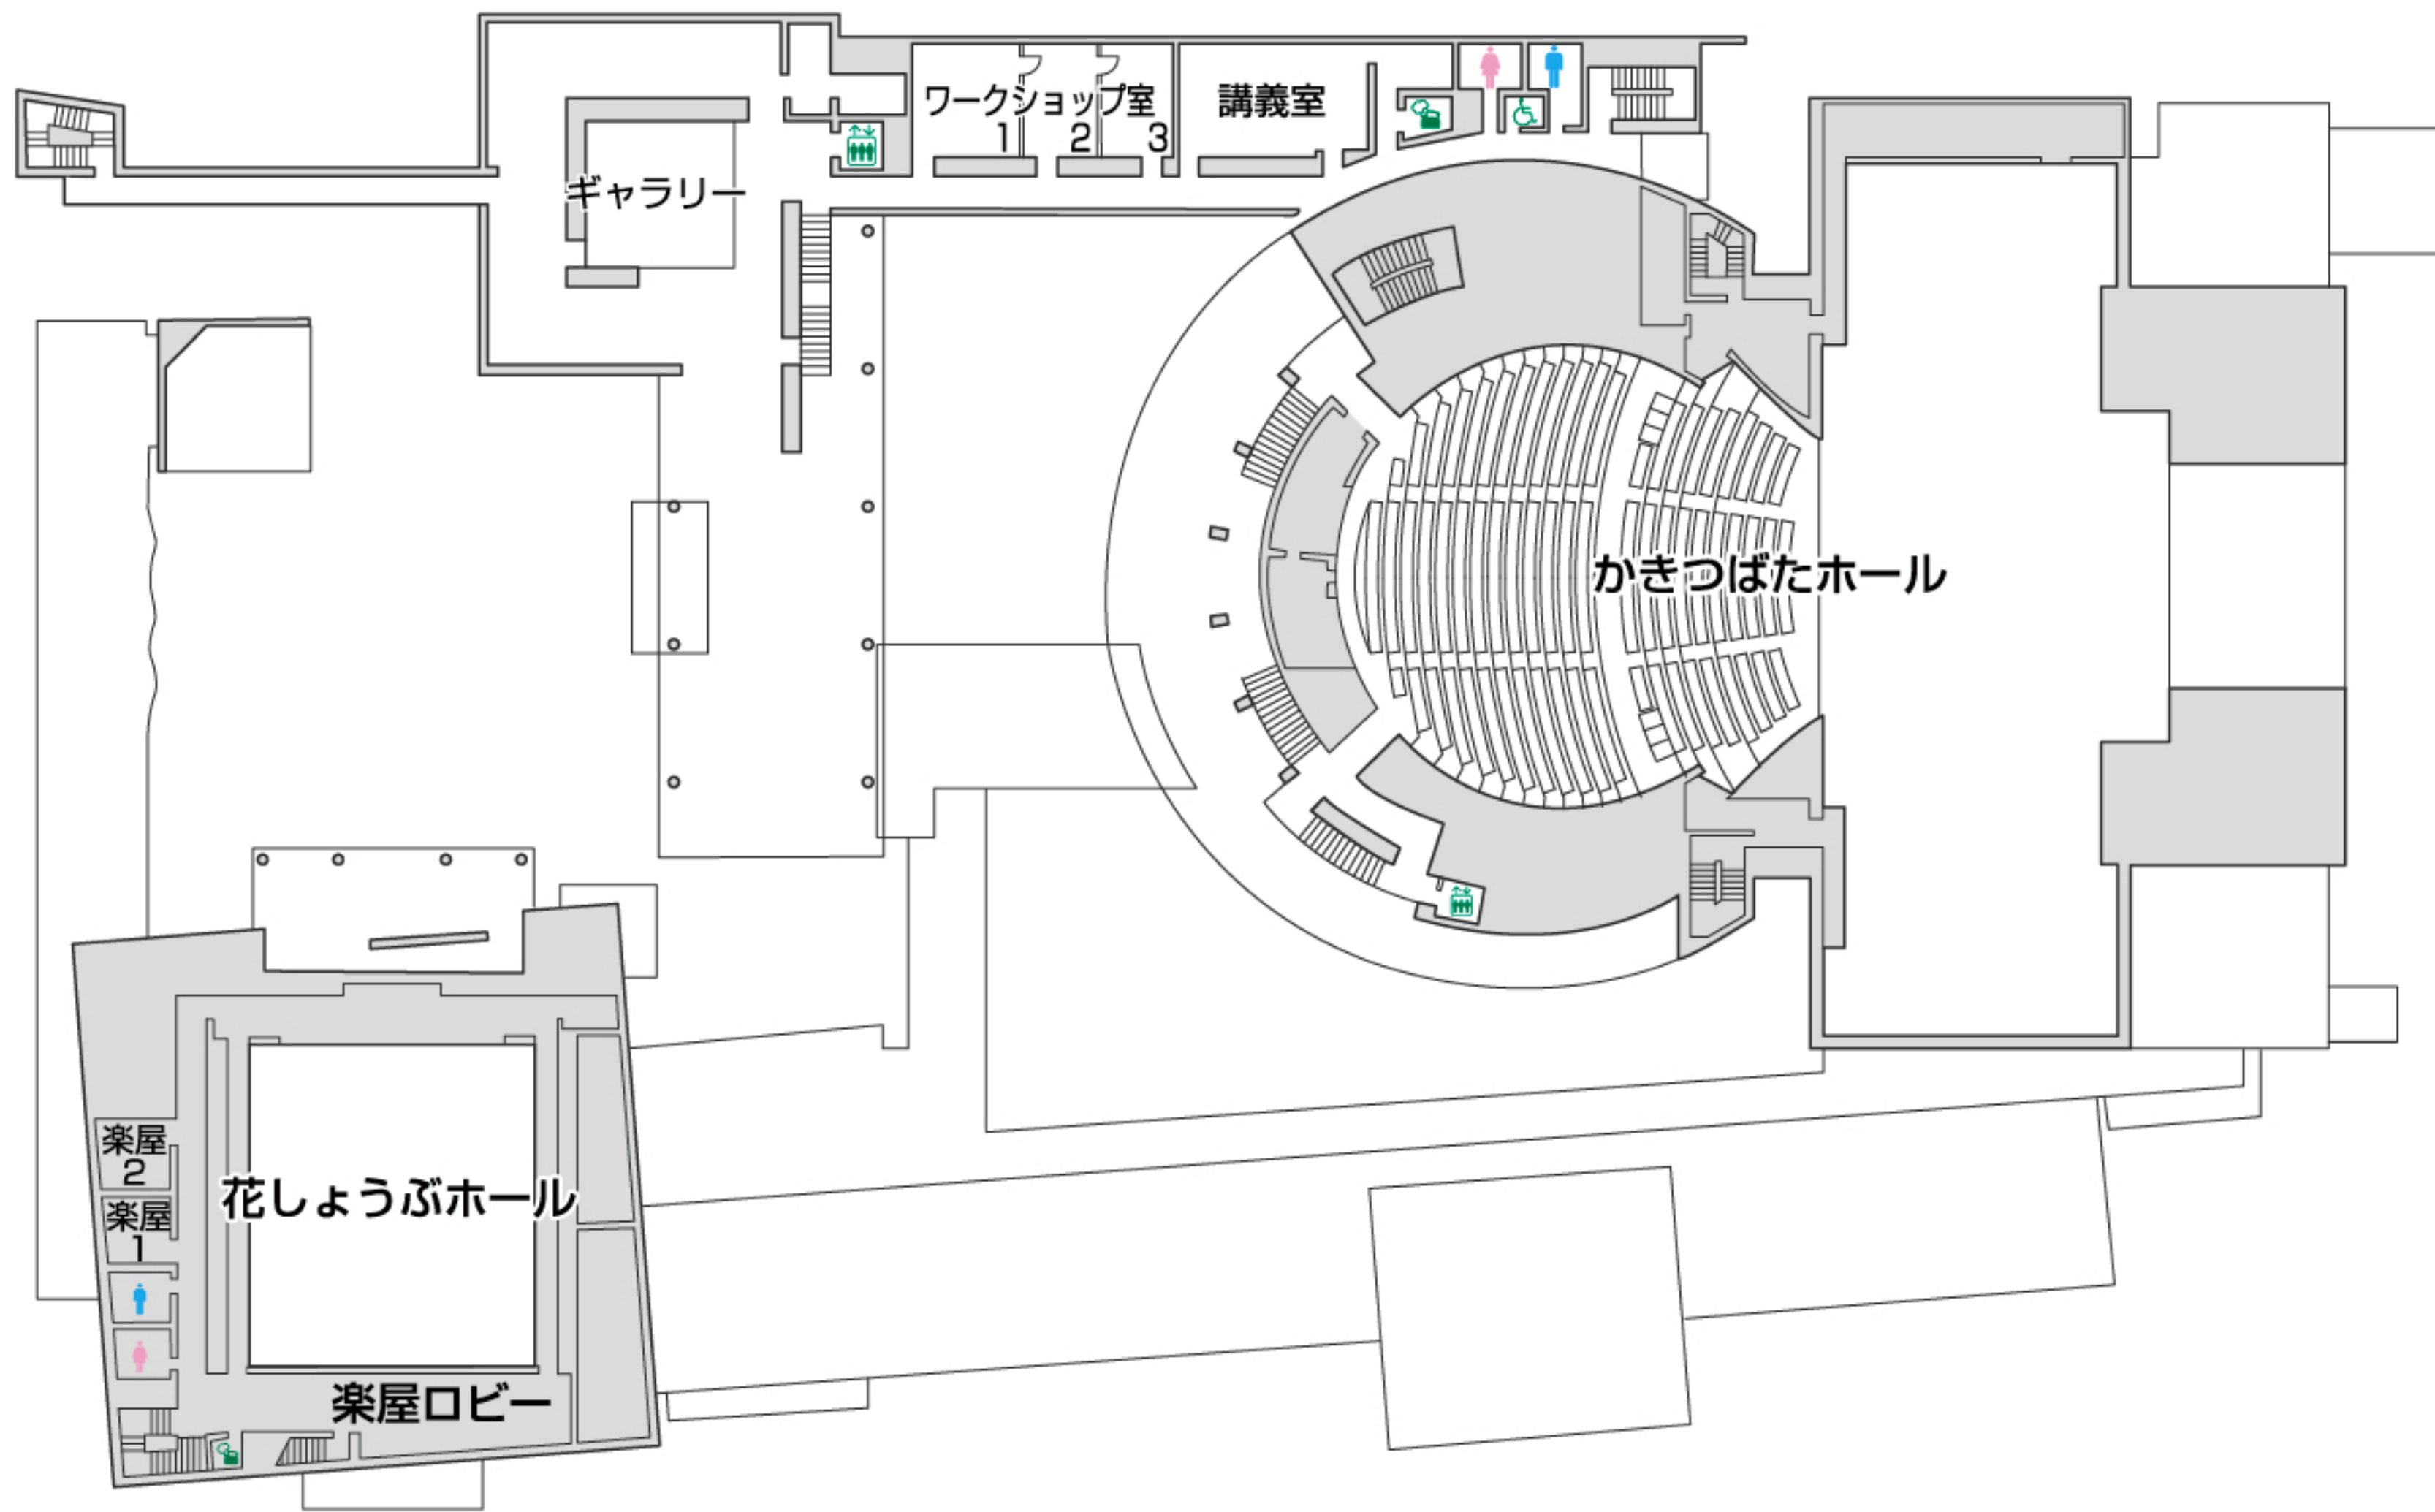 ワークショップ室
1 2 3
講義室
ギャラリー
かきつばたホール
楽屋
2
楽屋
1
花しょうぶホール
楽屋ロビー